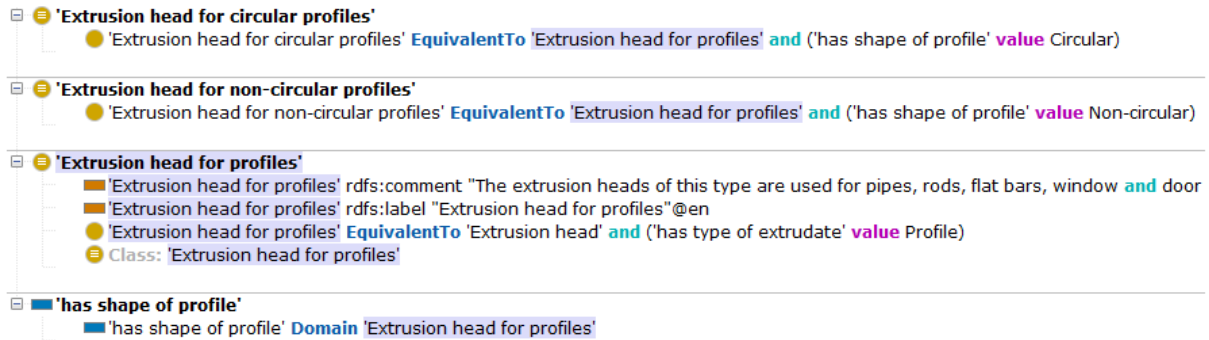 'Extrusion head for circular profiles'
'Extrusion head for circular profiles' EquivalentTo 'Extrusion head for profiles' and ('has shape of profile' value Circular)
'Extrusion head for non-circular profiles'
'Extrusion head for non-circular profiles' EquivalentTo 'Extrusion head for profiles' and ('has shape of profile' value Non-circular)
'Extrusion head for profiles'
'Extrusion head for profiles' rdfs:comment "The extrusion heads of this type are used for pipes, rods, flat bars, window and door
'Extrusion head for profiles' rdfs:label "Extrusion head for profiles"@en
'Extrusion head for profiles' EquivalentTo 'Extrusion head' and ('has type of extrudate' value Profile)
Class: 'Extrusion head for profiles'
'has shape of profile'
'has shape of profile' Domain 'Extrusion head for profiles'